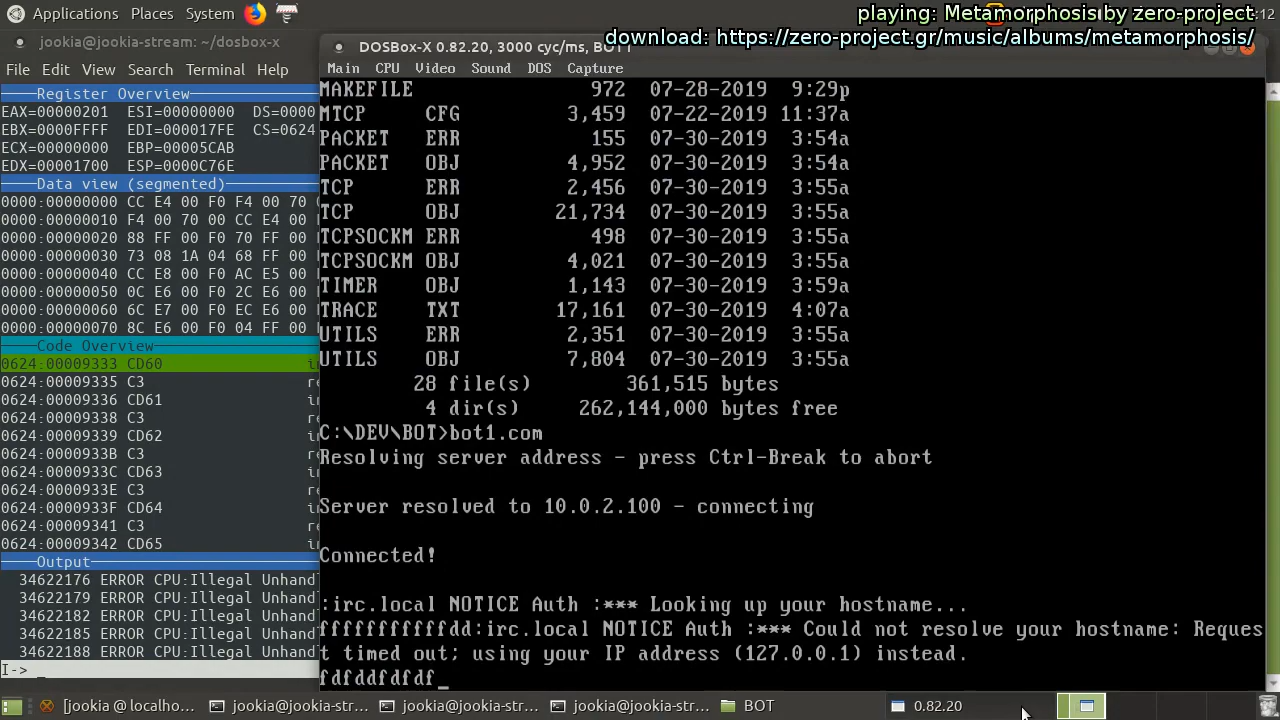 Applications Places System
:12
playing: Metamorphosis by zero-project
download: https://zero-project.gr/music/albums/metamorphosis/
jookia@jookia-stream: ~/dosbox-x
File Edit View Search Terminal Help
Register Overview
EAX=00000201 ESI=00000000 DS=0000
EBX=0000FFFF EDI=000017FE CS=0624
ECX=00000000 EBP=00005CAB
EDX=00001700 ESP=0000C76E
Data view (segmented)
0000:00000000 CC E4 00 F0 F4 00 70
0000:00000010 F4 00 70 00 CC E4 00
0000:00000020 88 FF 00 F0 70 FF 00
0000:00000030 73 08 1A 04 68 FF 00
0000:00000040 CC E8 00 F0 AC E5 00
0000:00000050 0C E6 00 F0 2C E6 00
0000:00000060 6C E7 00 F0 EC E6 00
0000:00000070 8C E6 00 F0 04 FF 00
Code Overview
0624:00009333 CD60
0624:00009335 C3
0624:00009336 CD61
0624:00009338 C3
0624:00009339 CD62
0624:0000933B C3
0624:0000933C CD63
0624:0000933E C3
0624:0000933F CD64
0624:00009341 C3
0624:00009342 CD65
Output
34622176 ERROR CPU:Illegal Unhand
34622179 ERROR CPU:Illegal Unhand
34622182 ERROR CPU:Illegal Unhand
34622185 ERROR CPU:Illegal Unhand
34622188 ERROR CPU:Illegal Unhand
I-> _
DOSBox-X 0.82.20, 3000 cyc/ms, BOT1
Main CPU Video Sound DOS Capture
MAKEFILE 972 07-28-2019 9:29p
MTCP CFG 3,459 07-22-2019 11:37a
PACKET ERR 155 07-30-2019 3:54a
PACKET OBJ 4,952 07-30-2019 3:54a
TCP ERR 2,456 07-30-2019 3:55a
TCP OBJ 21,734 07-30-2019 3:55a
TCPSOCKM ERR 498 07-30-2019 3:55a
TCPSOCKM OBJ 4,021 07-30-2019 3:55a
TIMER OBJ 1,143 07-30-2019 3:59a
TRACE TXT 17,161 07-30-2019 4:07a
UTILS ERR 2,351 07-30-2019 3:55a
UTILS OBJ 7,804 07-30-2019 3:55a
28 file(s) 361,515 bytes
4 dir(s) 262,144,000 bytes free
C:\DEV\BOT>bot1.com
Resolving server address - press Ctrl-Break to abort
Server resolved to 10.0.2.100 - connecting
Connected!
:irc.local NOTICE Auth :*** Looking up your hostname...
fffffffffffdd:irc.local NOTICE Auth :*** Could not resolve your hostname: Reques
t timed out; using your IP address (127.0.0.1) instead.
fdfddfdfdf_
[jookia @ localho... jookia@jookia-stre... jookia@jookia-stre... jookia@jookia-stre... BOT 0.82.20